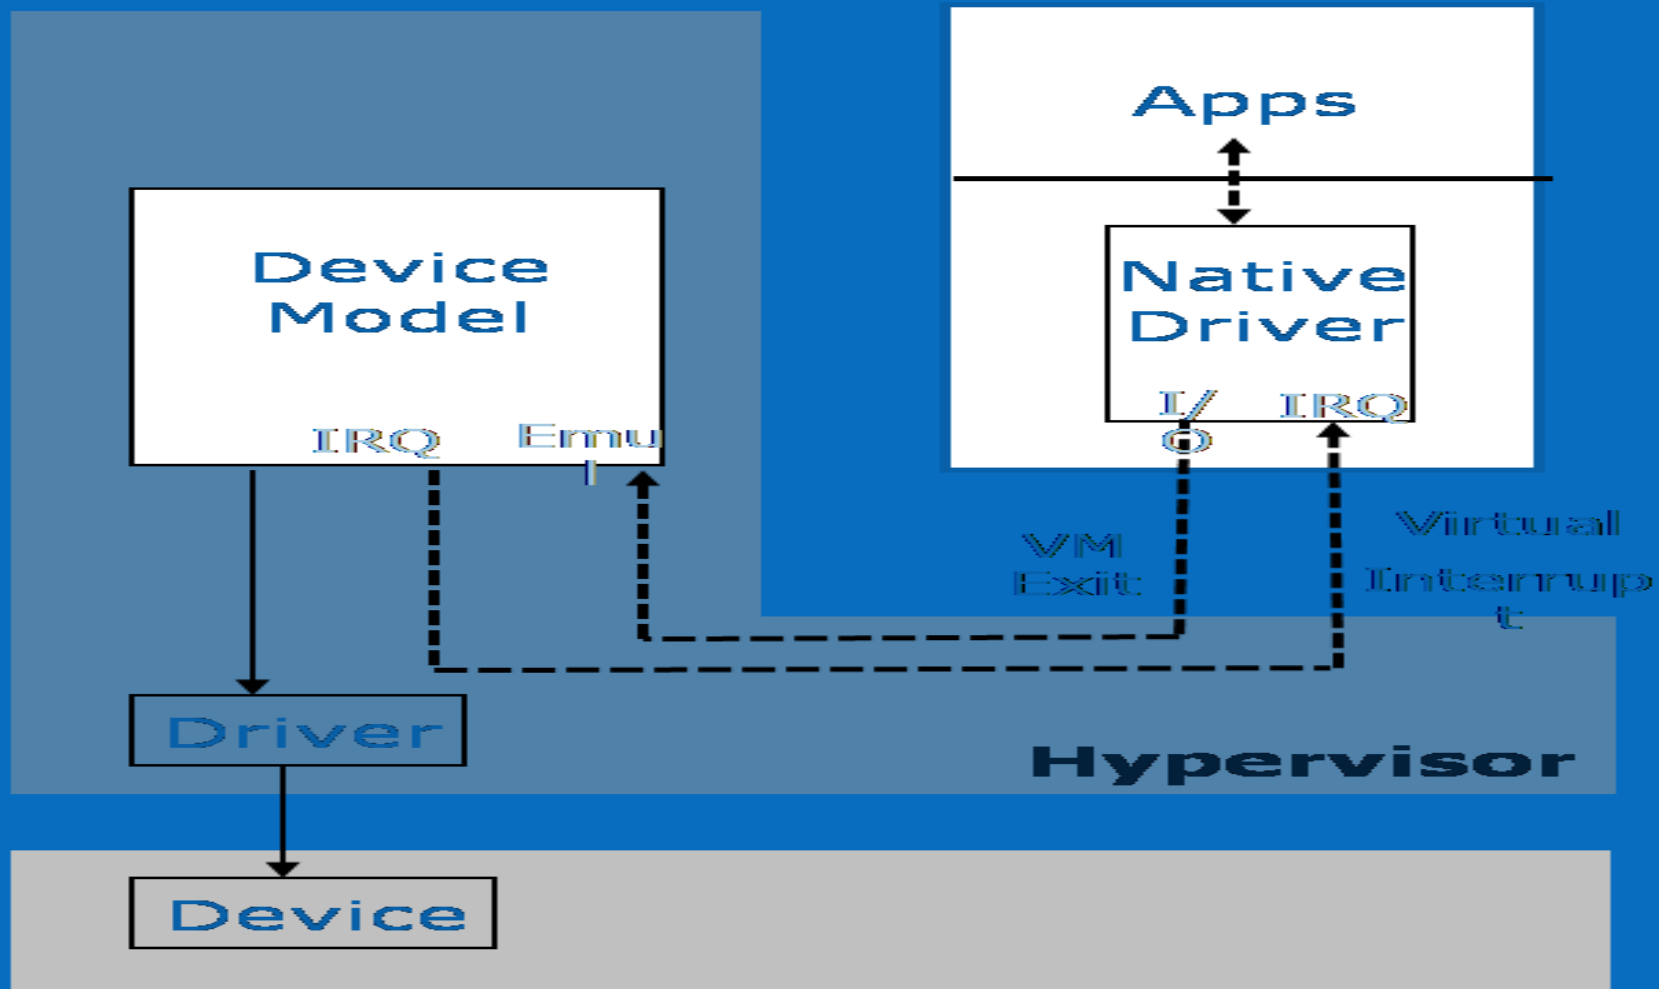 Apps
Device
Model
Native
Driver
I/
O
IRQ
IRQ
Emu
l
VM
Exit
Virtual
Interrup
t
Driver
Hypervisor
Device